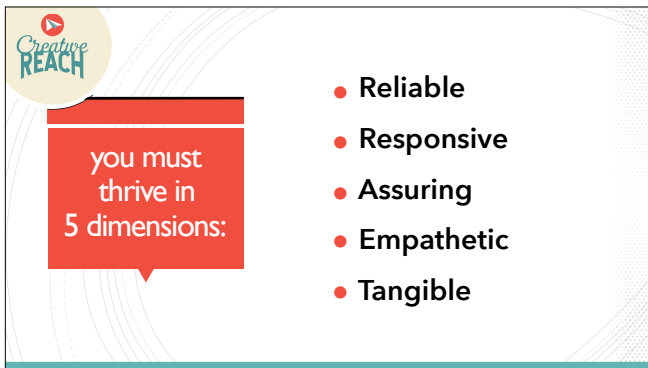 Creative
REACH
you must
thrive in
5 dimensions:
Reliable
Responsive
Assuring
Empathetic
Tangible